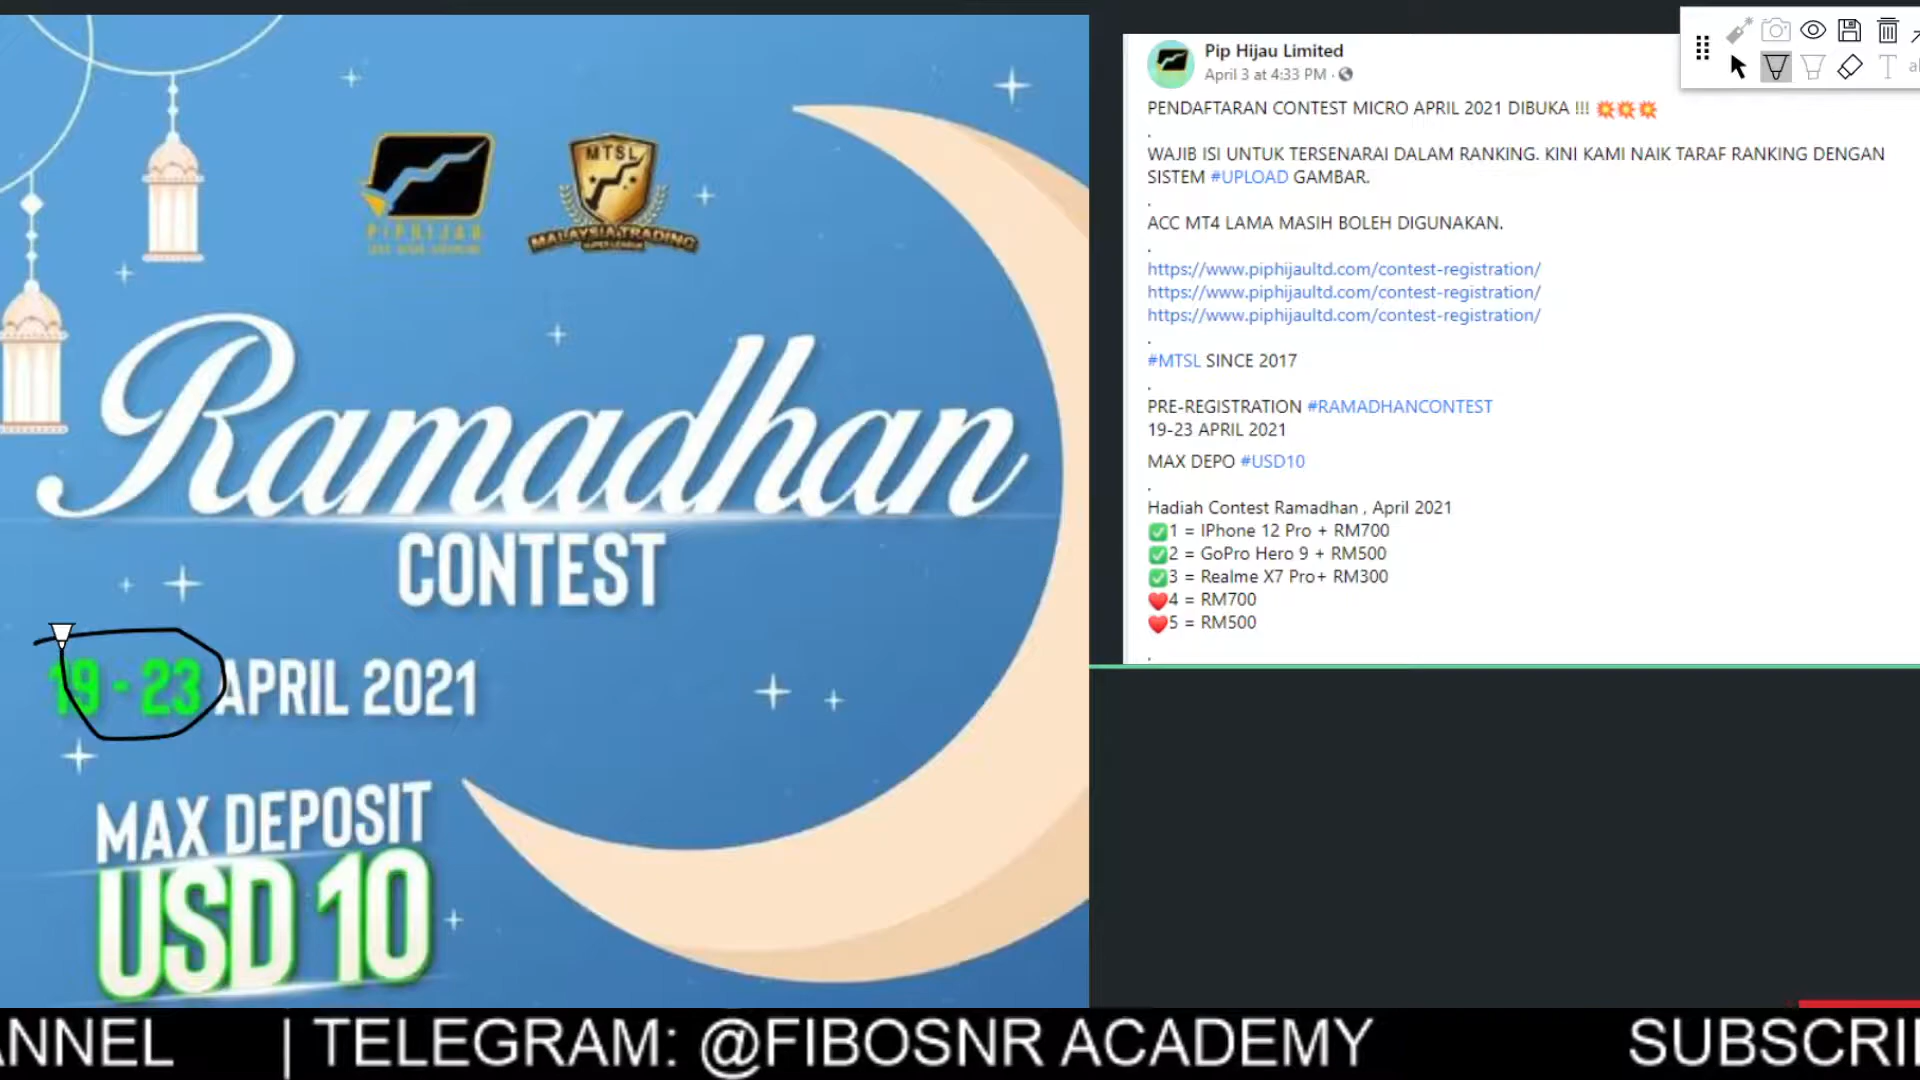 PIPHIJAU
MTSL
MALAYSIA TRADING
SUPER LEAGUE
Ramadhan
CONTEST
19 - 23 APRIL 2021
MAX DEPOSIT
USD 10
Pip Hijau Limited
April 3 at 4:33 PM ·
PENDAFTARAN CONTEST MICRO APRIL 2021 DIBUKA !!! 💥💥💥
.
WAJIB ISI UNTUK TERSENARAI DALAM RANKING. KINI KAMI NAIK TARAF RANKING DENGAN
SISTEM #UPLOAD GAMBAR.
.
ACC MT4 LAMA MASIH BOLEH DIGUNAKAN.
.
https://www.piphijaultd.com/contest-registration/
https://www.piphijaultd.com/contest-registration/
https://www.piphijaultd.com/contest-registration/
.
#MTSL SINCE 2017
.
PRE-REGISTRATION #RAMADHANCONTEST
19-23 APRIL 2021
MAX DEPO #USD10
.
Hadiah Contest Ramadhan , April 2021
✅1 = IPhone 12 Pro + RM700
✅2 = GoPro Hero 9 + RM500
✅3 = Realme X7 Pro+ RM300
❤️4 = RM700
❤️5 = RM500
.
ANNEL | TELEGRAM: @FIBOSNR ACADEMY SUBSCRI